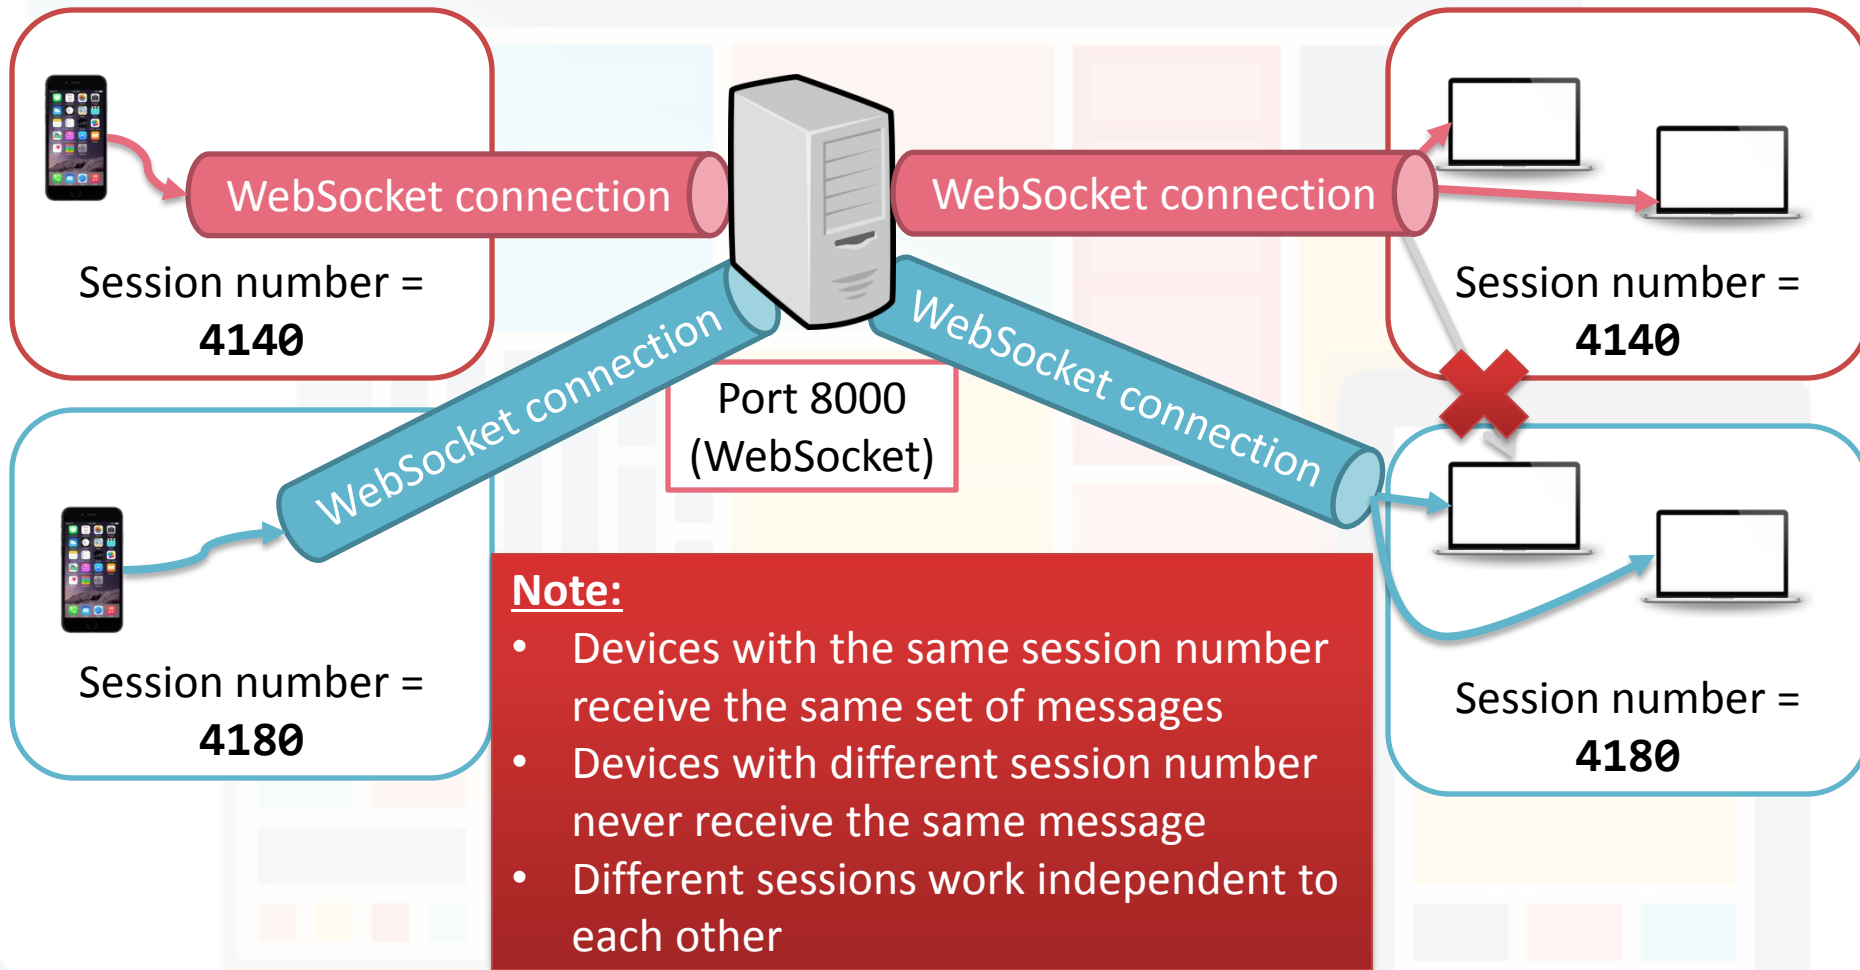 WebSocket connection
WebSocket connection
Session number =
4140
Session number =
4140
WebSocket connection
WebSocket connection
Port 8000
(WebSocket)
Session number =
4180
Session number =
4180
Note:
• Devices with the same session number
receive the same set of messages
• Devices with different session number
never receive the same message
• Different sessions work independent to
each other